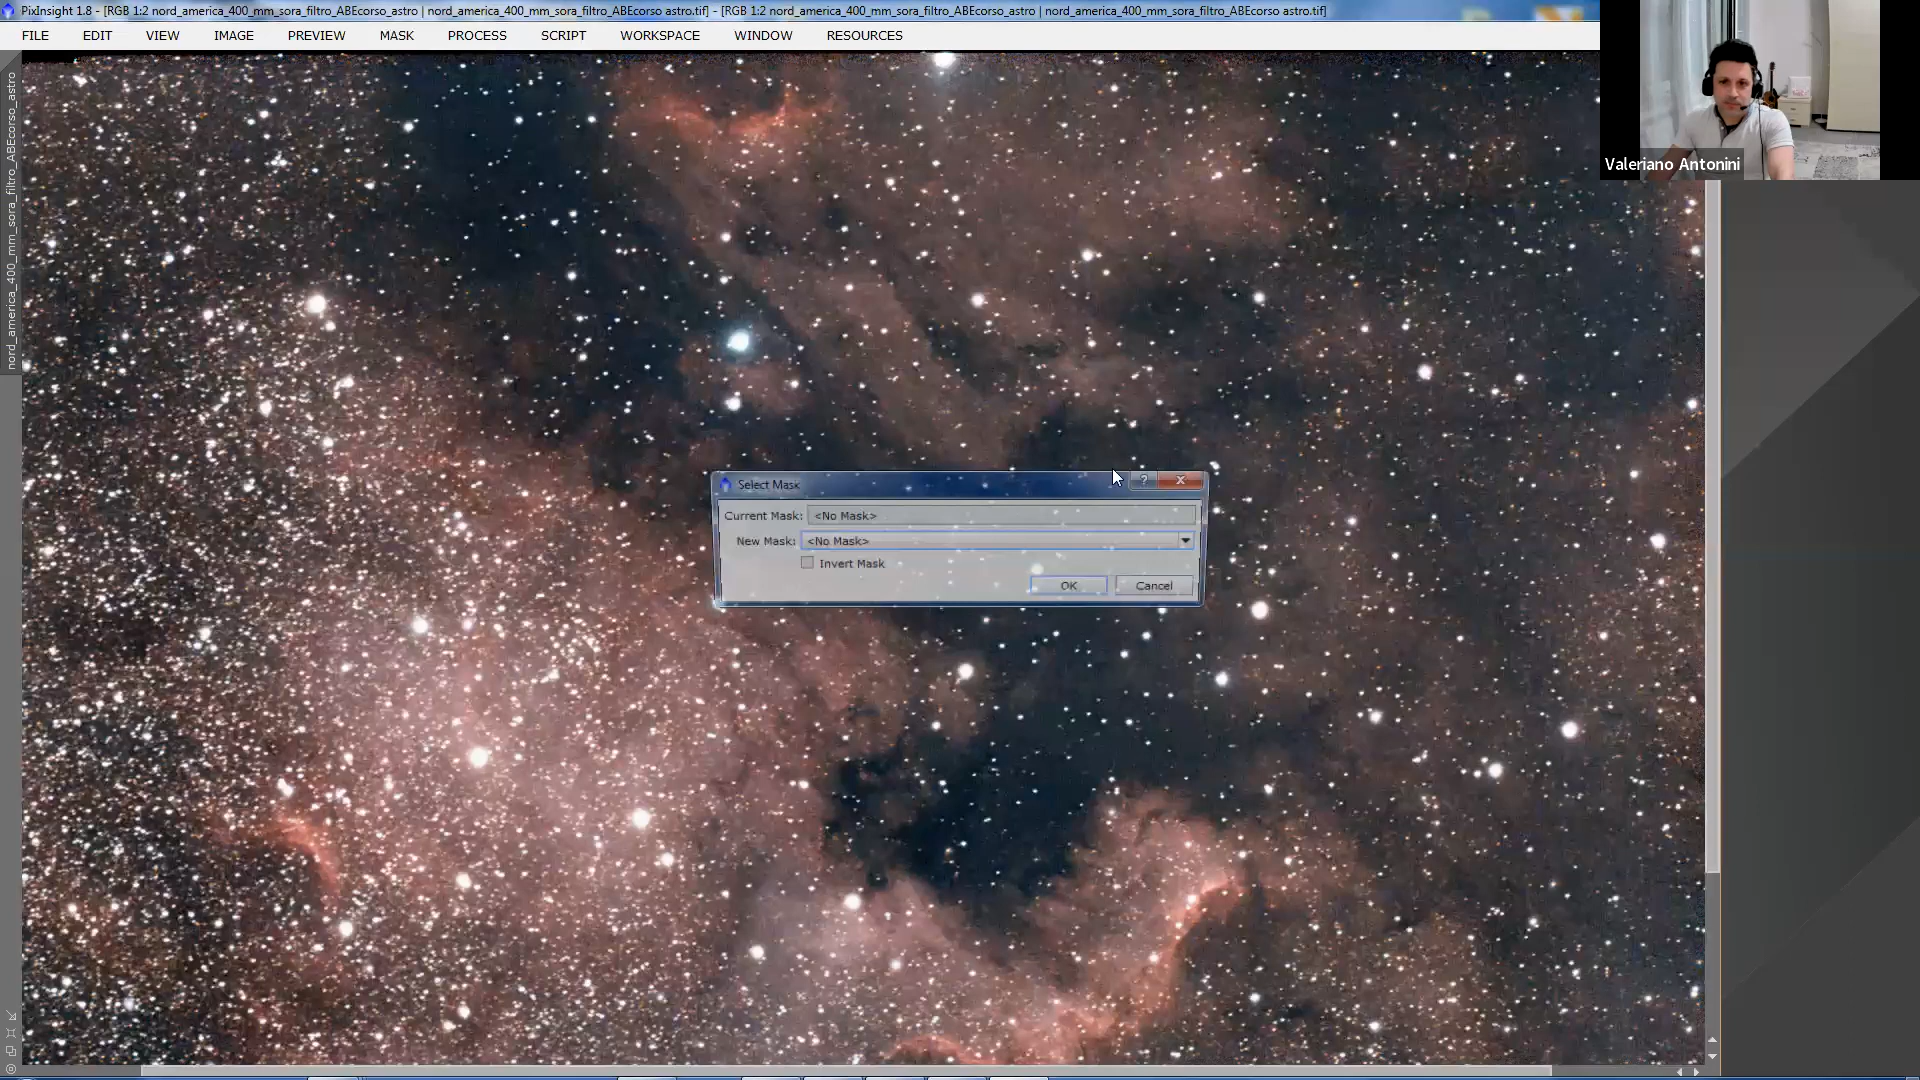 PixInsight 1.8 - [RGB 1:2 nord_america_400_mm_sora_filtro_ABEcorso_astro | nord_america_400_mm_sora_filtro_ABEcorso astro.tif] - [RGB 1:2 nord_america_400_mm_sora_filtro_ABEcorso_astro | nord_america_400_mm_sora_filtro_ABEcorso astro.tif]
FILE EDIT VIEW IMAGE PREVIEW MASK PROCESS SCRIPT WORKSPACE WINDOW RESOURCES
nord_america_400_mm_sora_filtro_ABEcorso_astro
Valeriano Antonini
Select Mask
?
Current Mask: <No Mask>
New Mask: <No Mask>
Invert Mask
OK Cancel